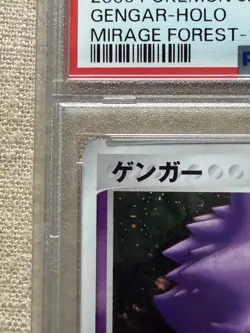 GENGAR-HOLO
MIRAGE FOREST-
ゲンガー